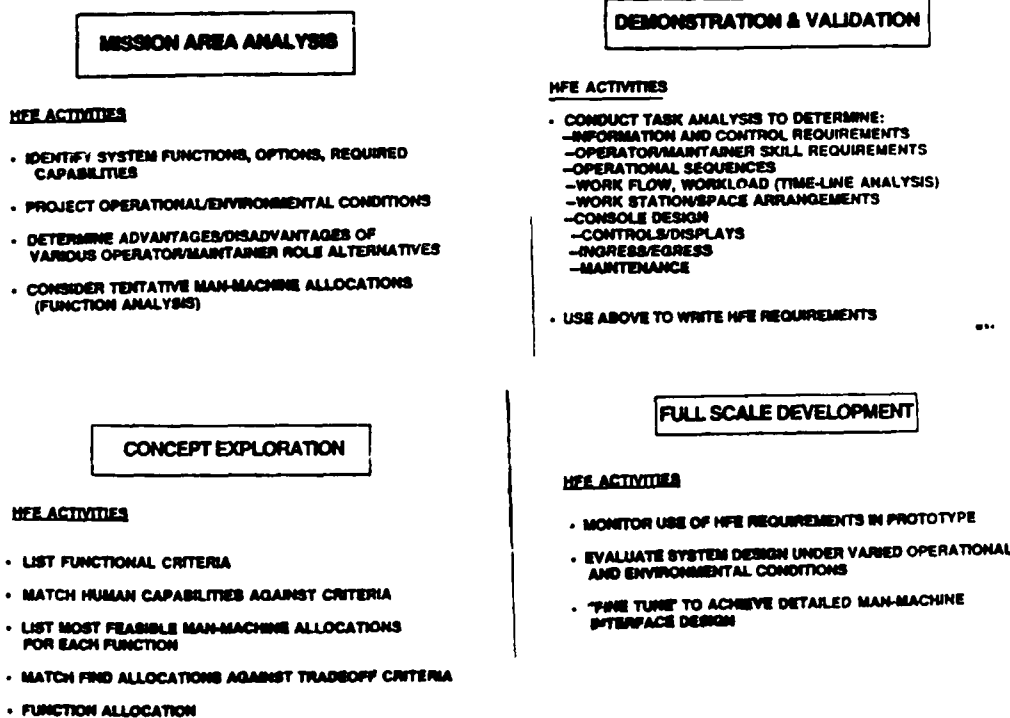 MISSION AREA ANALYSIS
HFE ACTIVITIES
• IDENTIFY SYSTEM FUNCTIONS, OPTIONS, REQUIRED
CAPABILITIES
• PROJECT OPERATIONAL/ENVIRONMENTAL CONDITIONS
• DETERMINE ADVANTAGES/DISADVANTAGES OF
VARIOUS OPERATOR/MAINTAINER ROLE ALTERNATIVES
• CONSIDER TENTATIVE MAN-MACHINE ALLOCATIONS
(FUNCTION ANALYSIS)
CONCEPT EXPLORATION
HFE ACTIVITIES
• LIST FUNCTIONAL CRITERIA
• MATCH HUMAN CAPABILITIES AGAINST CRITERIA
• LIST MOST FEASIBLE MAN-MACHINE ALLOCATIONS
FOR EACH FUNCTION
• MATCH FIND ALLOCATIONS AGAINST TRADEOFF CRITERIA
• FUNCTION ALLOCATION
DEMONSTRATION & VALIDATION
HFE ACTIVITIES
• CONDUCT TASK ANALYSIS TO DETERMINE:
–INFORMATION AND CONTROL REQUIREMENTS
–OPERATOR/MAINTAINER SKILL REQUIREMENTS
–OPERATIONAL SEQUENCES
–WORK FLOW, WORKLOAD (TIME-LINE ANALYSIS)
–WORK STATION/SPACE ARRANGEMENTS
–CONSOLE DESIGN
–CONTROLS/DISPLAYS
–INGRESS/EGRESS
–MAINTENANCE
• USE ABOVE TO WRITE HFE REQUIREMENTS
FULL SCALE DEVELOPMENT
HFE ACTIVITIES
• MONITOR USE OF HFE REQUIREMENTS IN PROTOTYPE
• EVALUATE SYSTEM DESIGN UNDER VARIED OPERATIONAL
AND ENVIRONMENTAL CONDITIONS
• "FINE TUNE" TO ACHIEVE DETAILED MAN-MACHINE
INTERFACE DESIGN